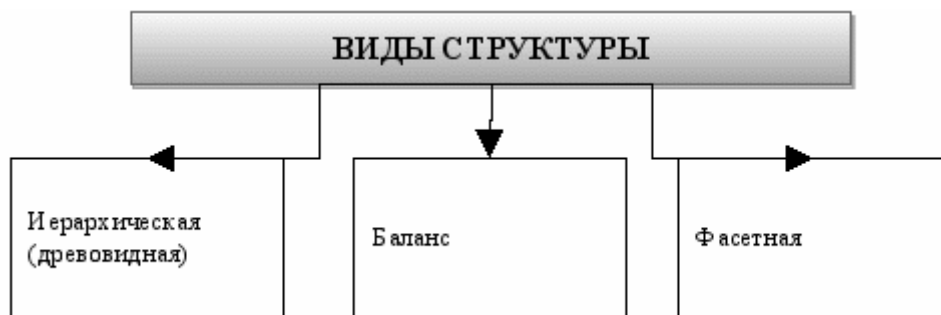 ВИДЫ СТРУКТУРЫ
Иерархическая
(древовидная)
Баланс
Фасетная